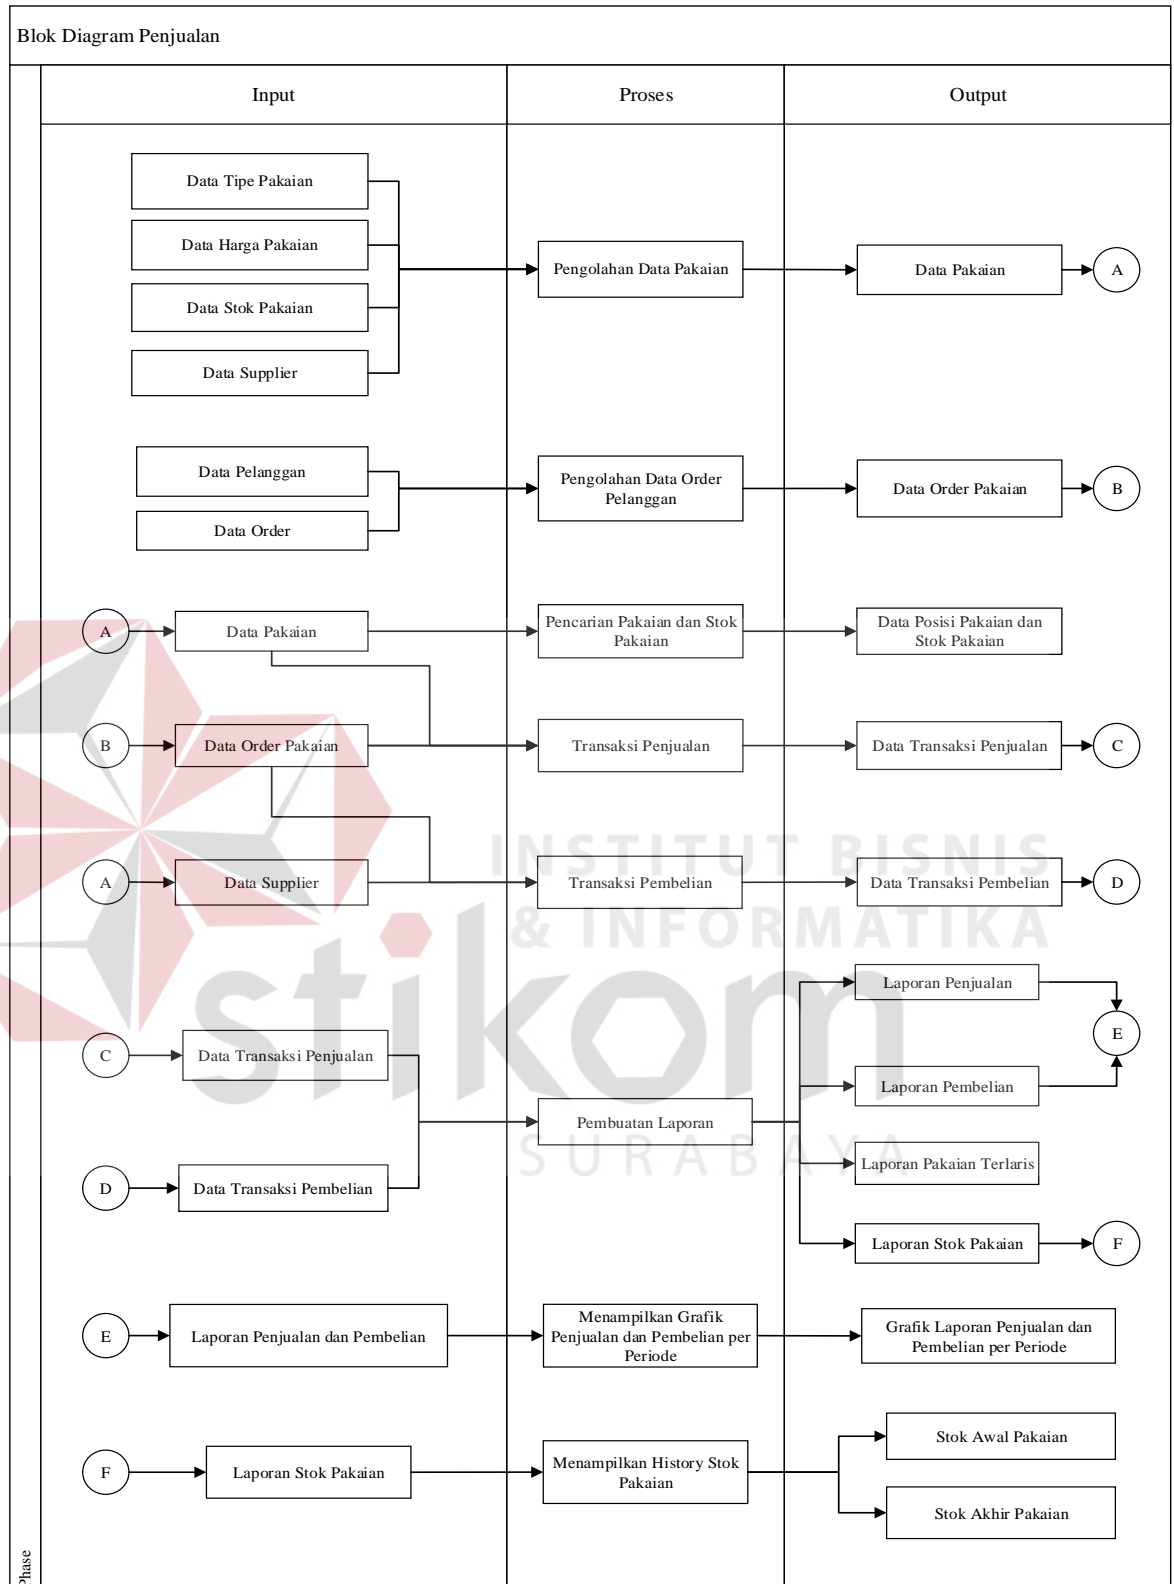 Blok Diagram Penjualan
Input
Proses
Output
Data Tipe Pakaian
Data Harga Pakaian
Data Stok Pakaian
Data Supplier
Pengolahan Data Pakaian
Data Pakaian
A
Data Pelanggan
Data Order
Pengolahan Data Order
Pelanggan
Data Order Pakaian
B
A
Data Pakaian
Pencarian Pakaian dan Stok
Pakaian
Data Posisi Pakaian dan
Stok Pakaian
B
Data Order Pakaian
Transaksi Penjualan
Data Transaksi Penjualan
C
A
Data Supplier
Transaksi Pembelian
Data Transaksi Pembelian
D
INSTITUT BISNIS
& INFORMATIKA
stikom
SURABAYA
C
Data Transaksi Penjualan
D
Data Transaksi Pembelian
Pembuatan Laporan
Laporan Penjualan
Laporan Pembelian
E
Laporan Pakaian Terlaris
Laporan Stok Pakaian
F
E
Laporan Penjualan dan Pembelian
Menampilkan Grafik
Penjualan dan Pembelian per
Periode
Grafik Laporan Penjualan dan
Pembelian per Periode
F
Laporan Stok Pakaian
Menampilkan History Stok
Pakaian
Stok Awal Pakaian
Stok Akhir Pakaian
Phase